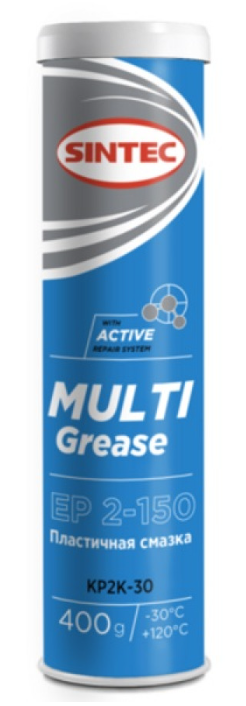 SINTEC
WITH
ACTIVE
REPAIR SYSTEM
MULTI
Grease
EP 2-150
Пластичная смазка
KP2K-30
400g / -30°C
+120°C